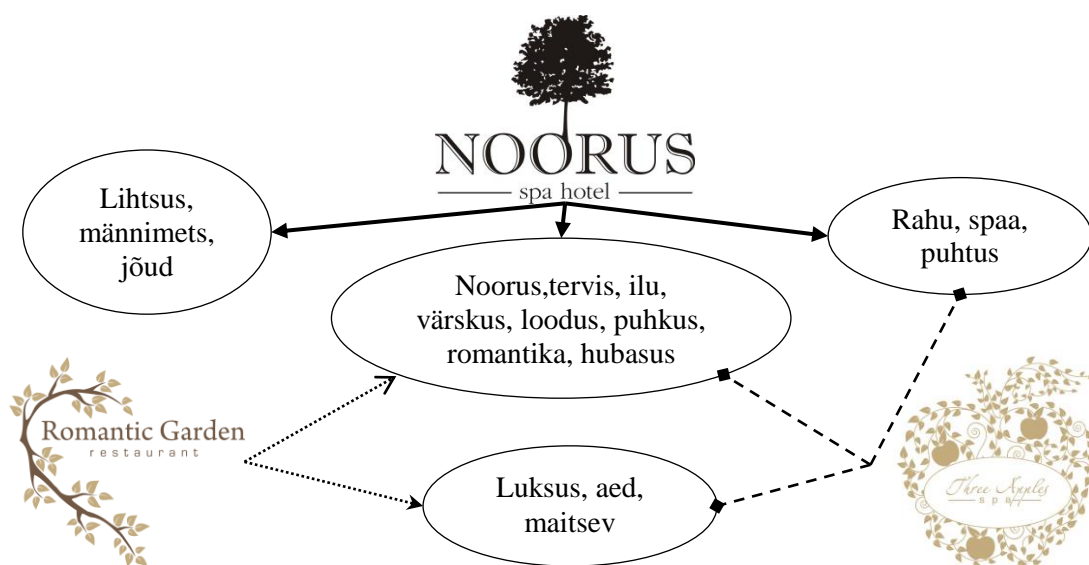 NOORUS
spa hotel
Lihtsus,
männimets,
jõud
Rahu, spaa,
puhtus
Noorus,tervis, ilu,
värskus, loodus, puhkus,
romantika, hubasus
Romantic Garden
restaurant
Luksus, aed,
maitsev
Three Apples
spa